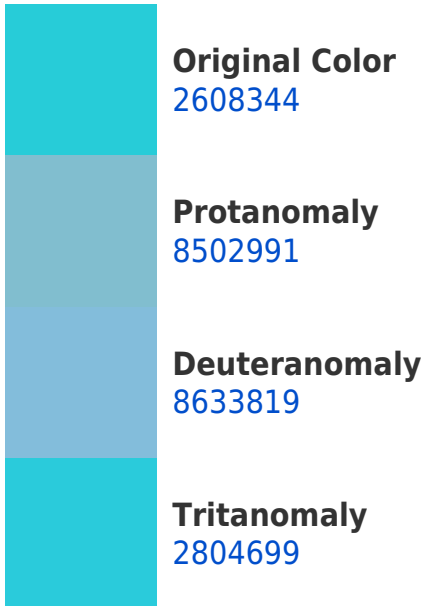 Original Color
2608344
Protanomaly
8502991
Deuteranomaly
8633819
Tritanomaly
2804699